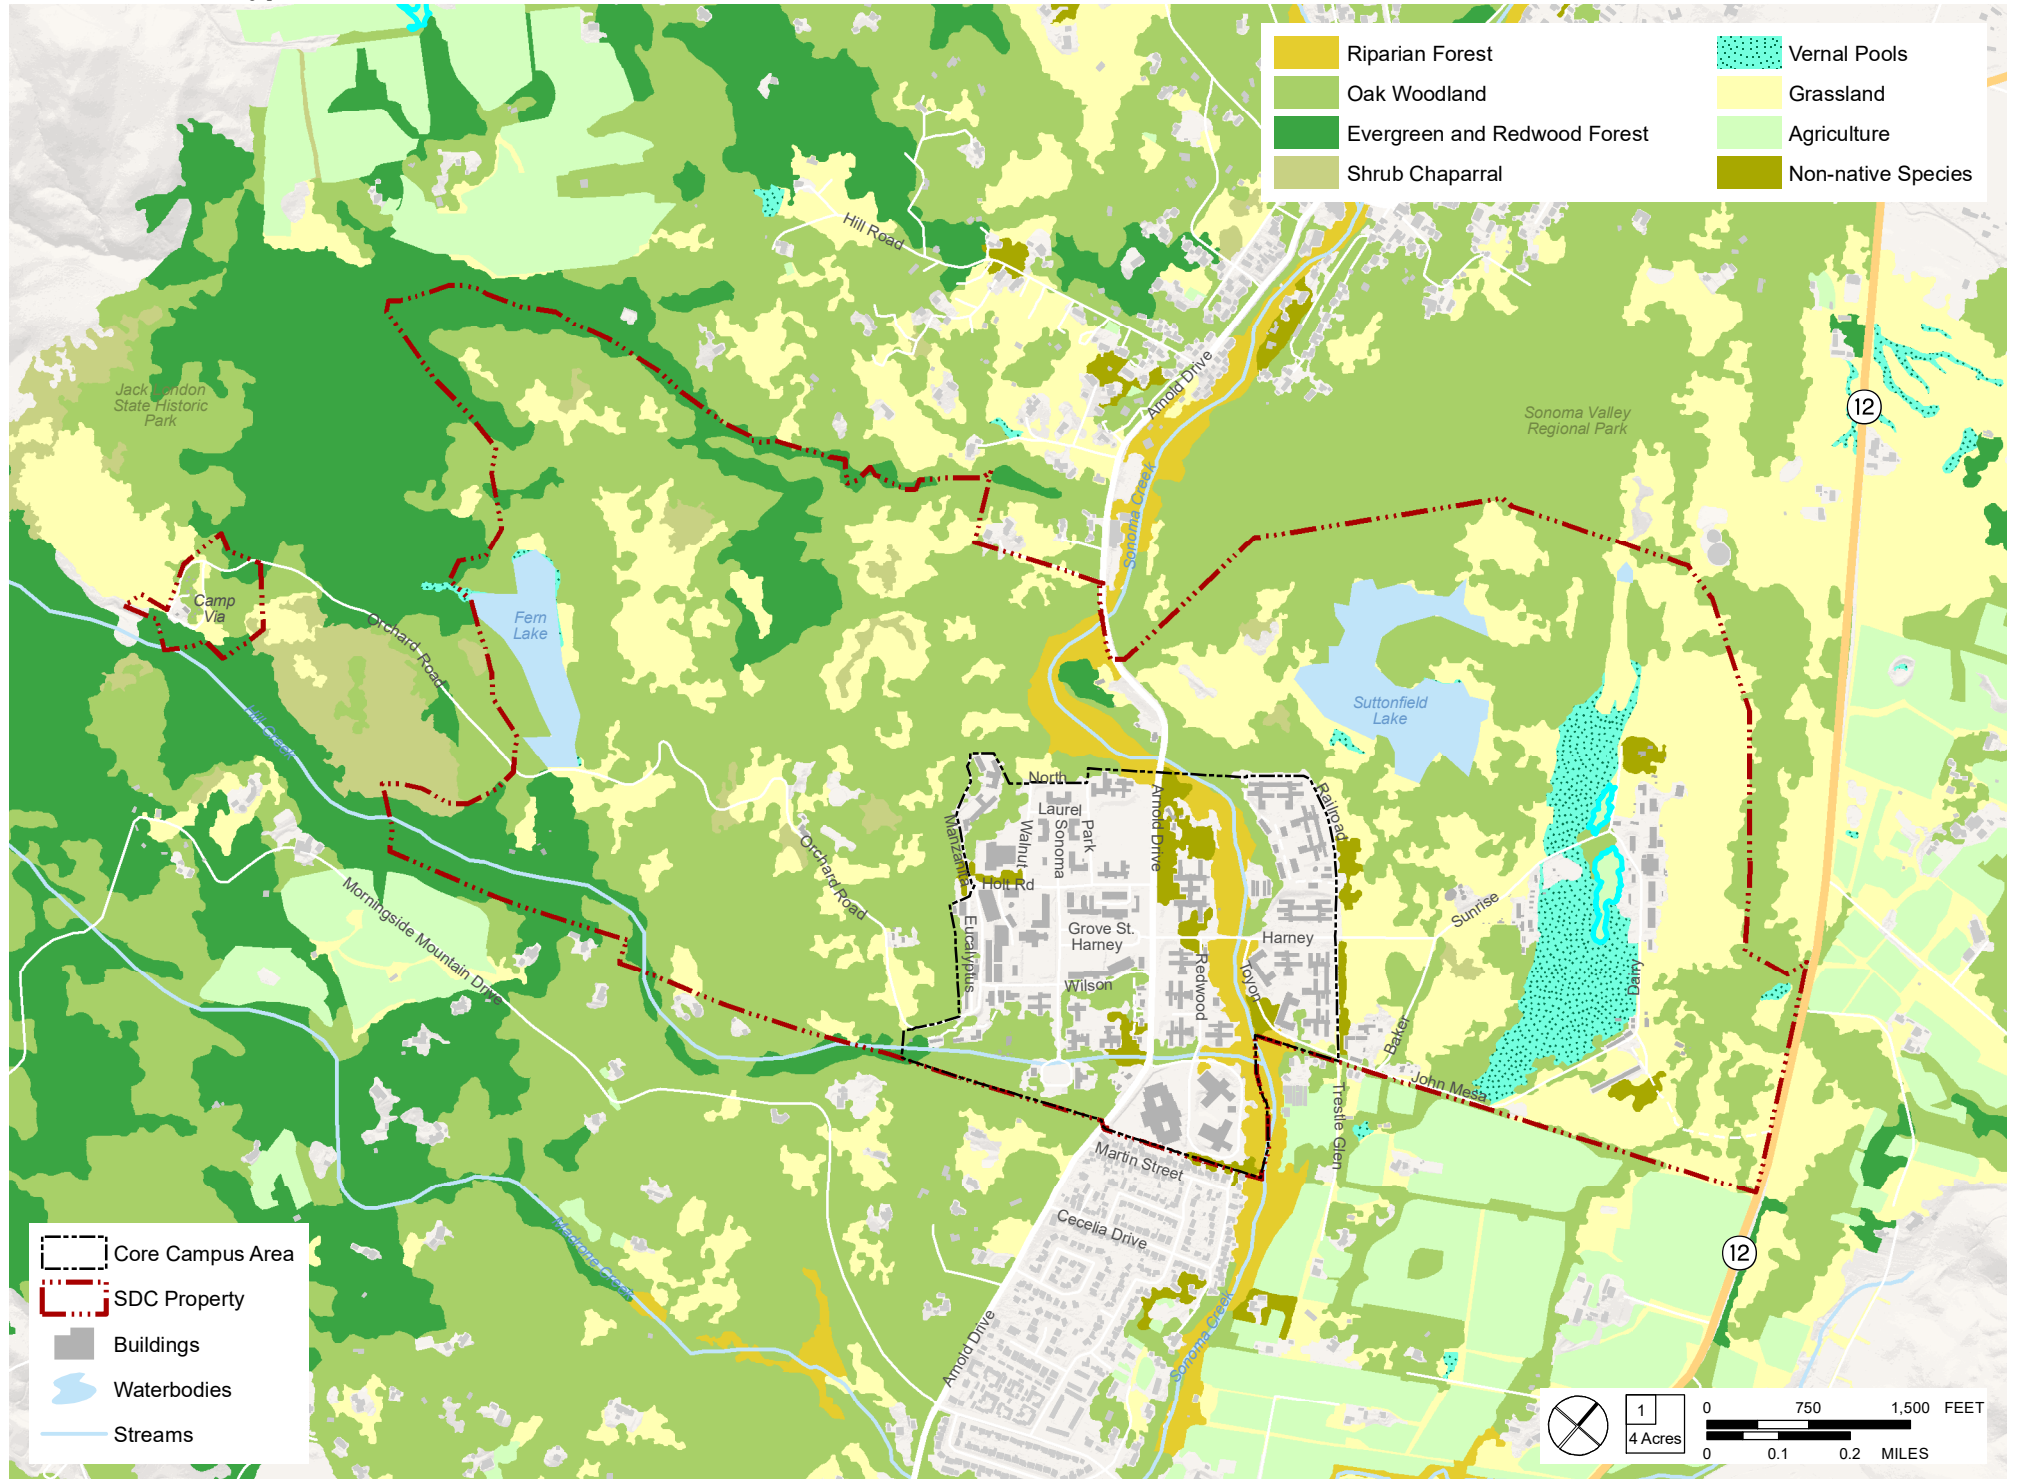 Riparian Forest
Oak Woodland
Evergreen and Redwood Forest
Shrub Chaparral
Vernal Pools
Grassland
Agriculture
Non-native Species
Hill Road
Arnold Drive
Jack London
State Historic
Park
Sonoma Valley
Regional Park
12
Sonoma Creek
Camp
Via
Orchard Road
Fern
Lake
Hill Creek
Suttonfield
Lake
North
Laurel
Manzanita
Walnut
Sonoma
Park
Arnold Drive
Railroad
Orchard Road
Holt Rd
Morningside Mountain Drive
Eucalyptus
Grove St.
Harney
Harney
Sunrise
Wilson
Redwood
Toyon
Dairy
Baker
John Mesa
Trestle Glen
Martin Street
Cecelia Drive
Madrone Creek
Arnold Drive
Sonoma Creek
12
Core Campus Area
SDC Property
Buildings
Waterbodies
Streams
1
4 Acres
0 750 1,500 FEET
0 0.1 0.2 MILES